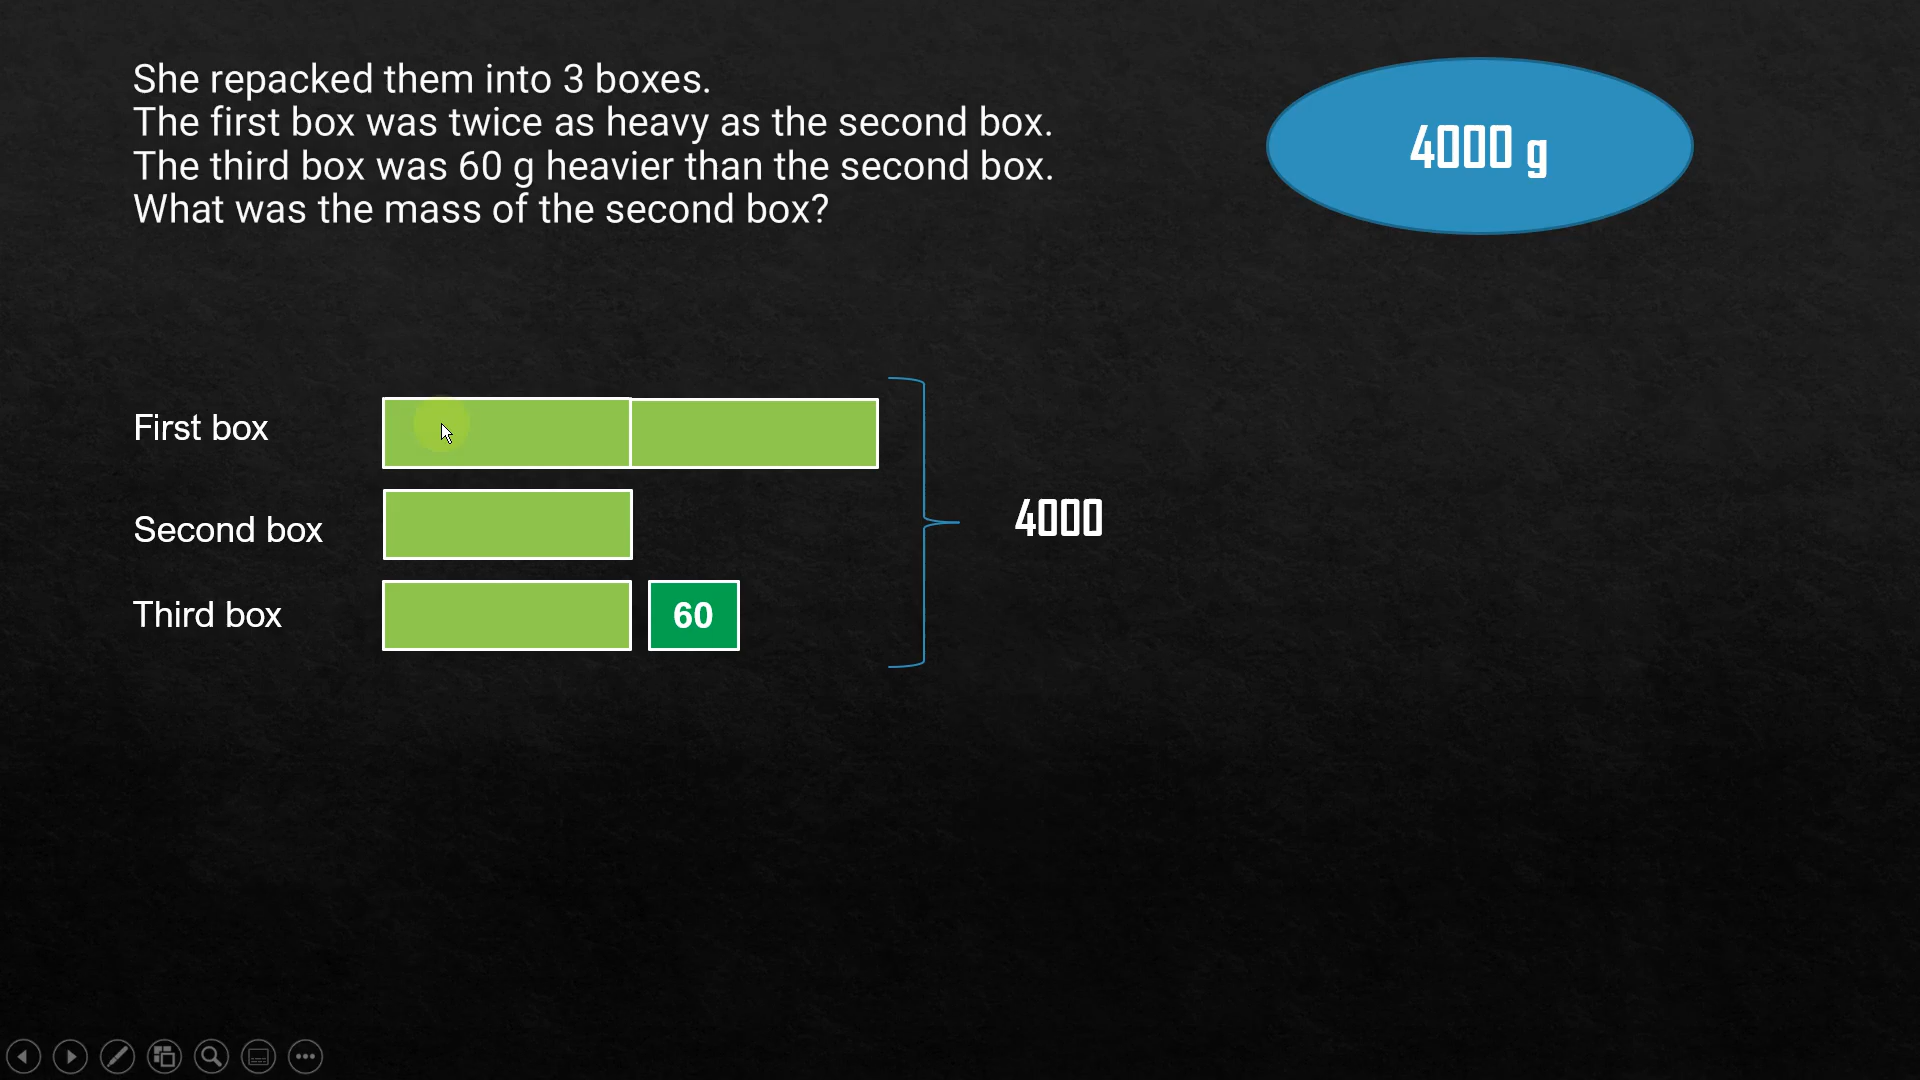 She repacked them into 3 boxes.
The first box was twice as heavy as the second box.
The third box was 60 g heavier than the second box.
What was the mass of the second box?
4000 g
First box
Second box
4000
Third box
60